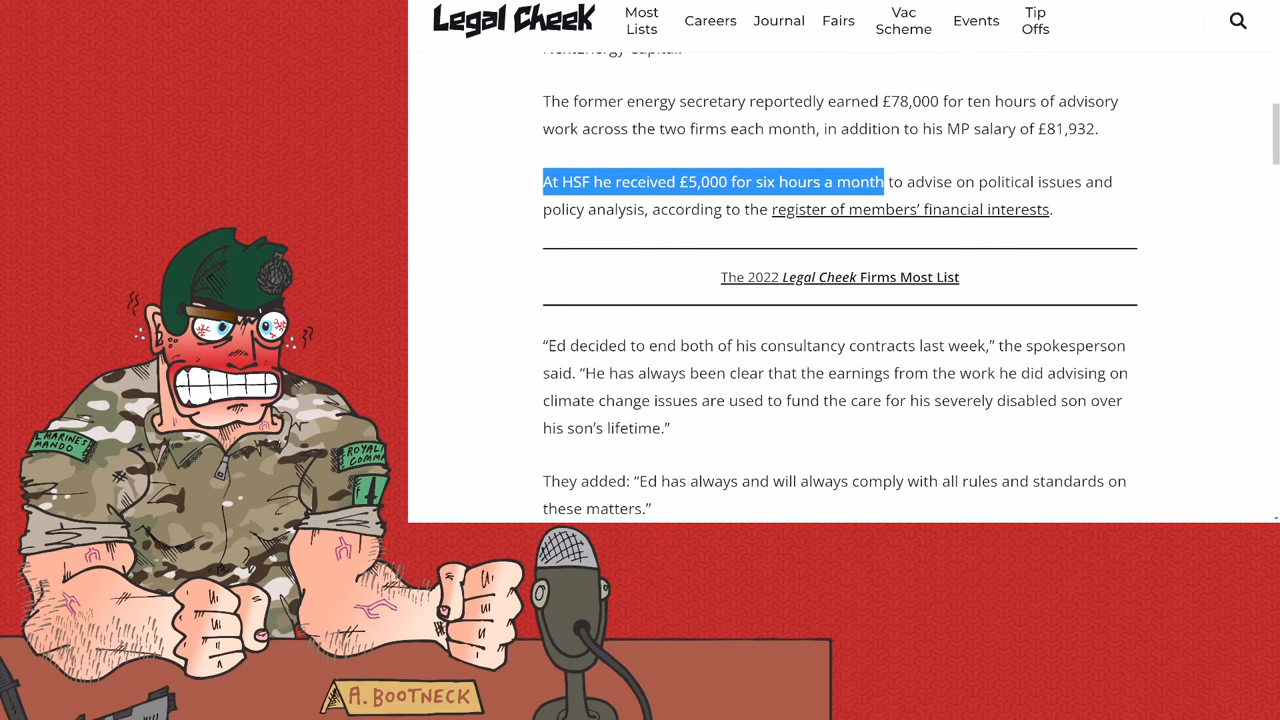 Legal Cheek
Most
Lists
Careers
Journal
Fairs
Vac
Scheme
Events
Tip
Offs
The former energy secretary reportedly earned £78,000 for ten hours of advisory
work across the two firms each month, in addition to his MP salary of £81,932.
At HSF he received £5,000 for six hours a month to advise on political issues and
policy analysis, according to the register of members’ financial interests.
The 2022 Legal Cheek Firms Most List
“Ed decided to end both of his consultancy contracts last week,” the spokesperson
said. “He has always been clear that the earnings from the work he did advising on
climate change issues are used to fund the care for his severely disabled son over
his son’s lifetime.”
They added: “Ed has always and will always comply with all rules and standards on
these matters.”
L MARINES
MANDO
ROYAL
COMMA
A. BOOTNECK